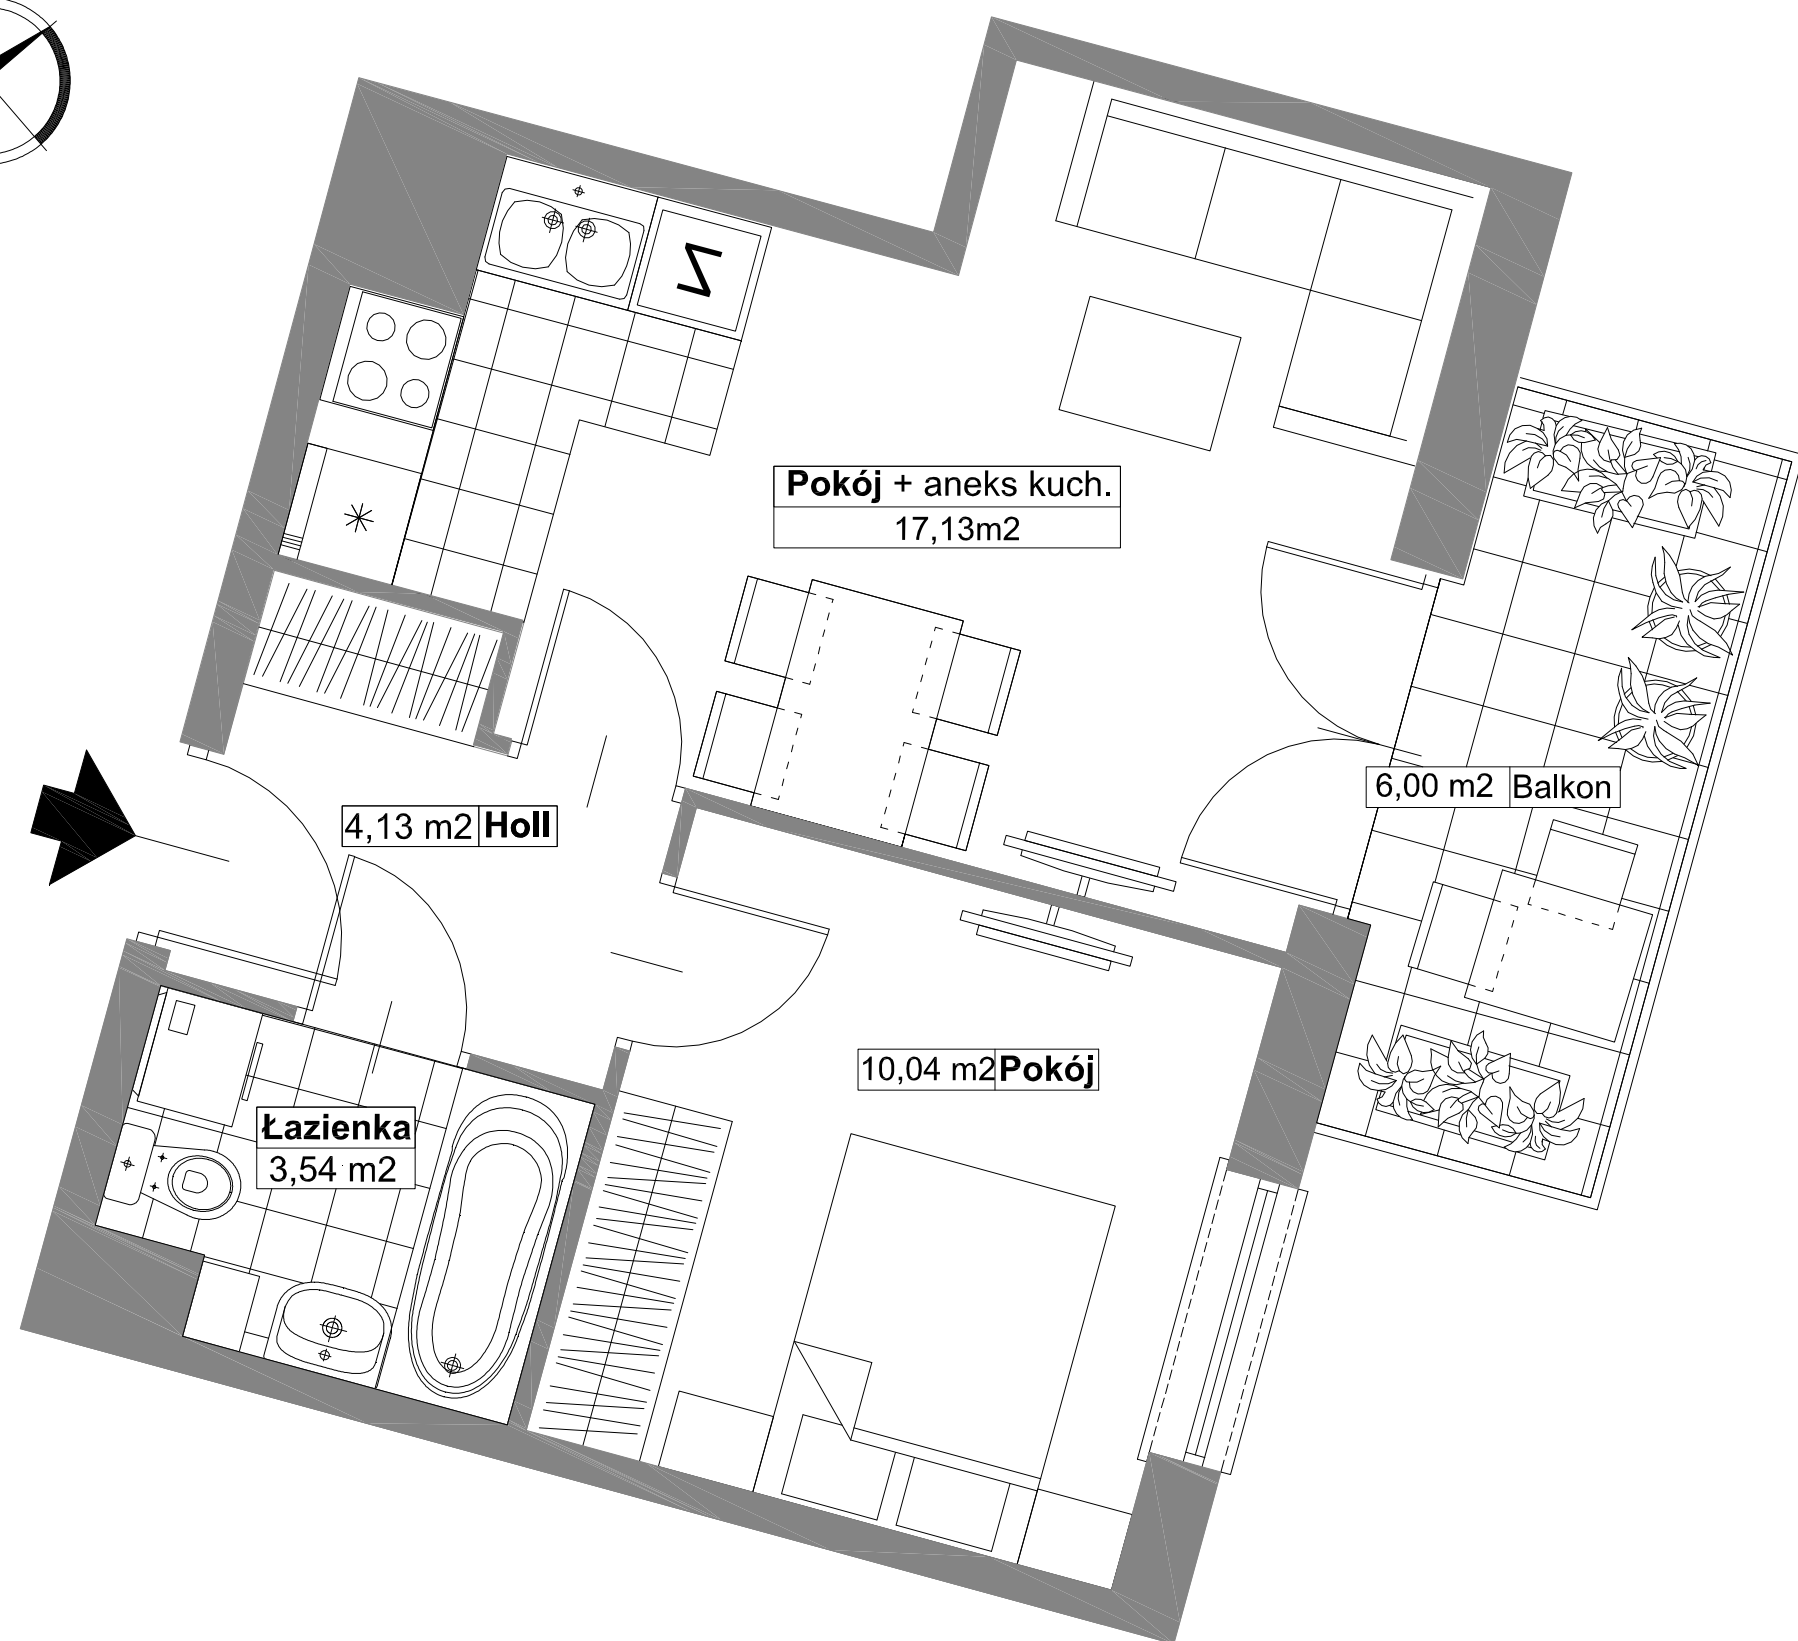 Z
Pokój + aneks kuch.
17,13m2
6,00 m2 Balkon
4,13 m2 Holl
10,04 m2 Pokój
Łazienka
3,54 m2